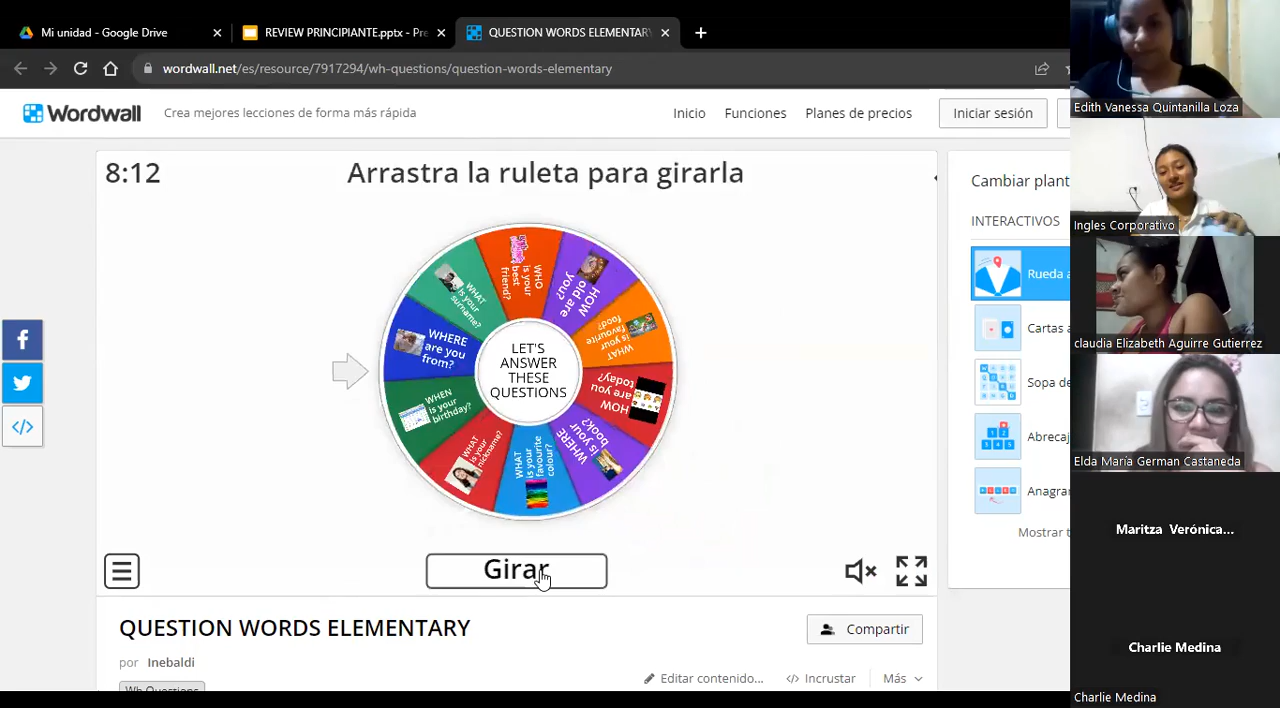 Mi unidad - Google Drive
REVIEW PRINCIPIANTE.pptx - Pre
QUESTION WORDS ELEMENTARY
wordwall.net/es/resource/7917294/wh-questions/question-words-elementary
Wordwall
Crea mejores lecciones de forma más rápida
Inicio
Funciones
Planes de precios
Iniciar sesión
8:12
Arrastra la ruleta para girarla
WHO
is your
best
friend?
HOW
old are
you?
WHAT
is your
favourite
food?
HOW
are you
today?
WHERE
is your
book?
WHAT
is your
favourite
colour?
WHAT
is your
nickname?
WHEN
is your
birthday?
WHERE
are you
from?
WHAT
is your
surname?
LET'S
ANSWER
THESE
QUESTIONS
Girar
Cambiar plant
INTERACTIVOS
Rueda a
Cartas a
Sopa de
Abrecaj
Anagra
Mostrar t
QUESTION WORDS ELEMENTARY
Compartir
por Inebaldi
Editar contenido...
Incrustar
Más
Wh Questions
Edith Vanessa Quintanilla Loza
Ingles Corporativo
claudia Elizabeth Aguirre Gutierrez
Elda María German Castaneda
Maritza Verónica...
Charlie Medina
Charlie Medina